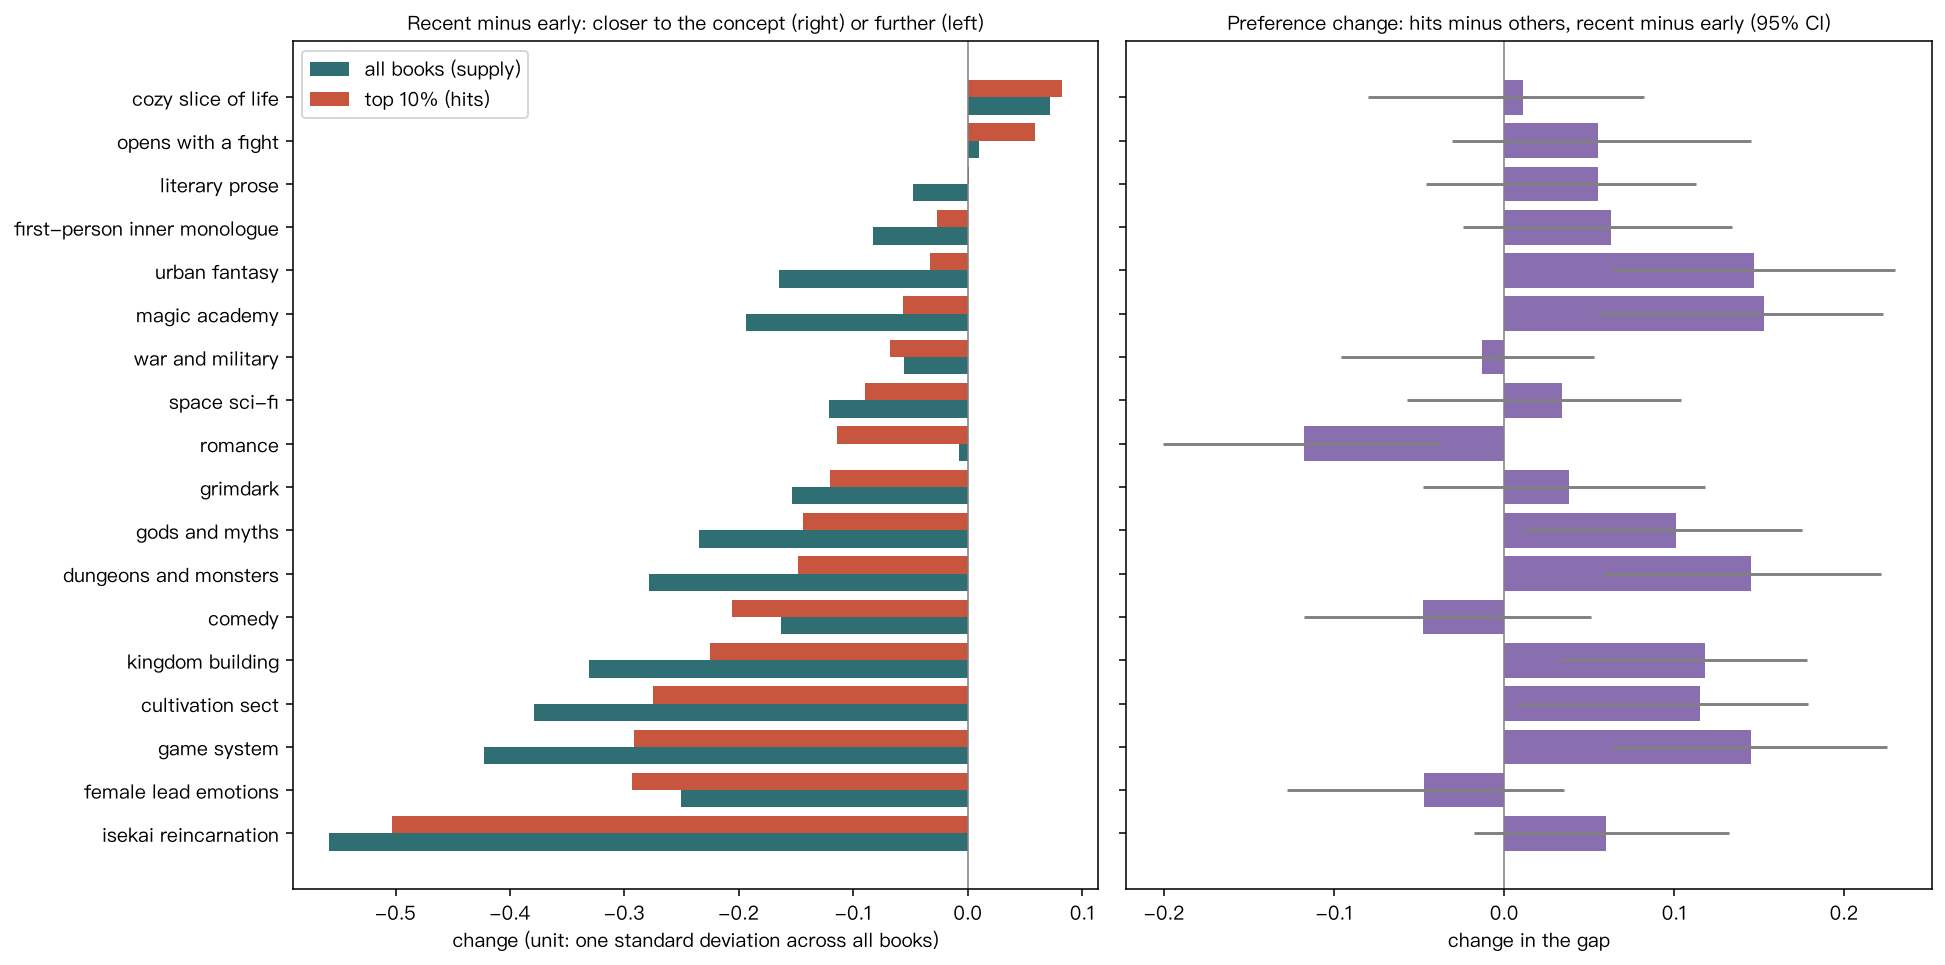 Recent minus early: closer to the concept (right) or further (left)
all books (supply)
top 10% (hits)
cozy slice of life
opens with a fight
literary prose
first–person inner monologue
urban fantasy
magic academy
war and military
space sci–fi
romance
grimdark
gods and myths
dungeons and monsters
comedy
kingdom building
cultivation sect
game system
female lead emotions
isekai reincarnation
−0.5 −0.4 −0.3 −0.2 −0.1 0.0 0.1
change (unit: one standard deviation across all books)
Preference change: hits minus others, recent minus early (95% CI)
−0.2 −0.1 0.0 0.1 0.2
change in the gap